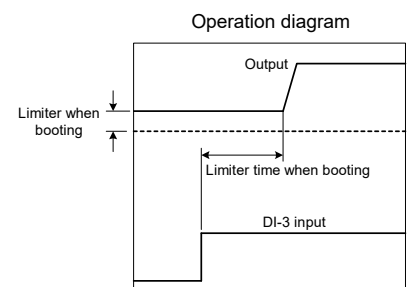 Operation diagram
Output
Limiter when
booting
Limiter time when booting
DI-3 input